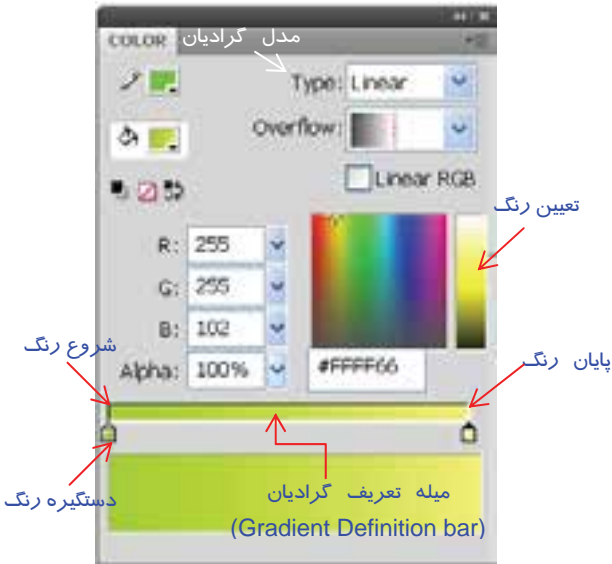 COLOR
مدل گرادیان
Type: Linear
Overflow:
Linear RGB
تعیین رنگ
R: 255
G: 255
B: 102
شروع رنگ
Alpha: 100%
#FFFF66
پایان رنگ
دستگیره رنگ
میله تعریف گرادیان
(Gradient Definition bar)